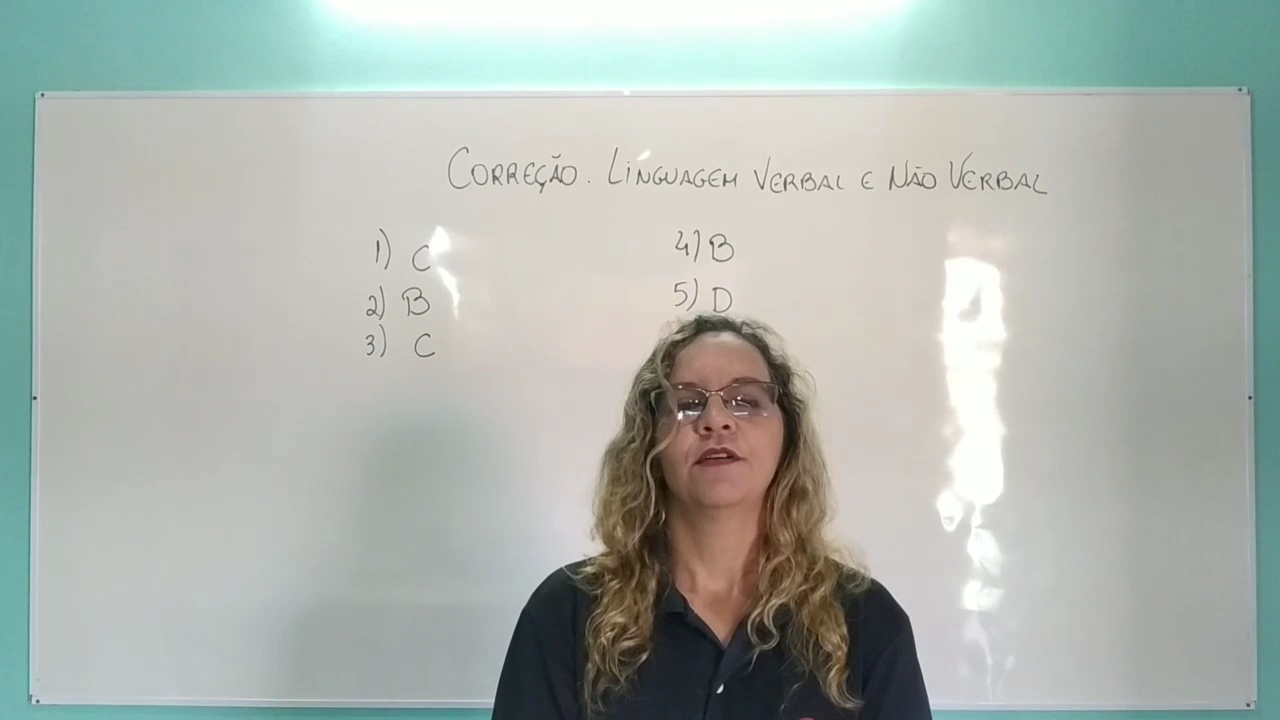 CORREÇÃO. LINGUAGEM VERBAL E NÃO VERBAL
1) C
2) B
3) C
4) B
5) D